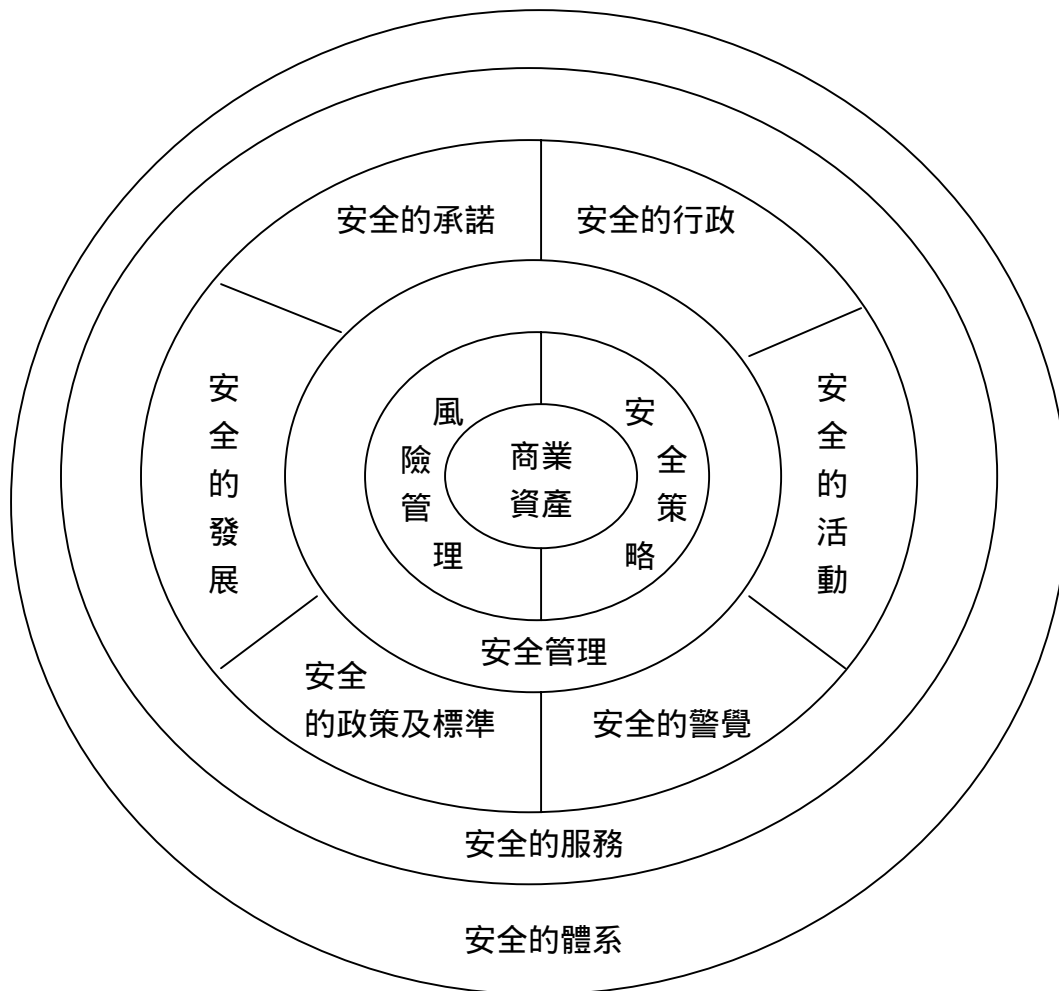 安全的承諾
安全的行政
安全的發展
風險管理
商業
資產
安全策略
安全的活動
安全管理
安全
的政策及標準
安全的警覺
安全的服務
安全的體系